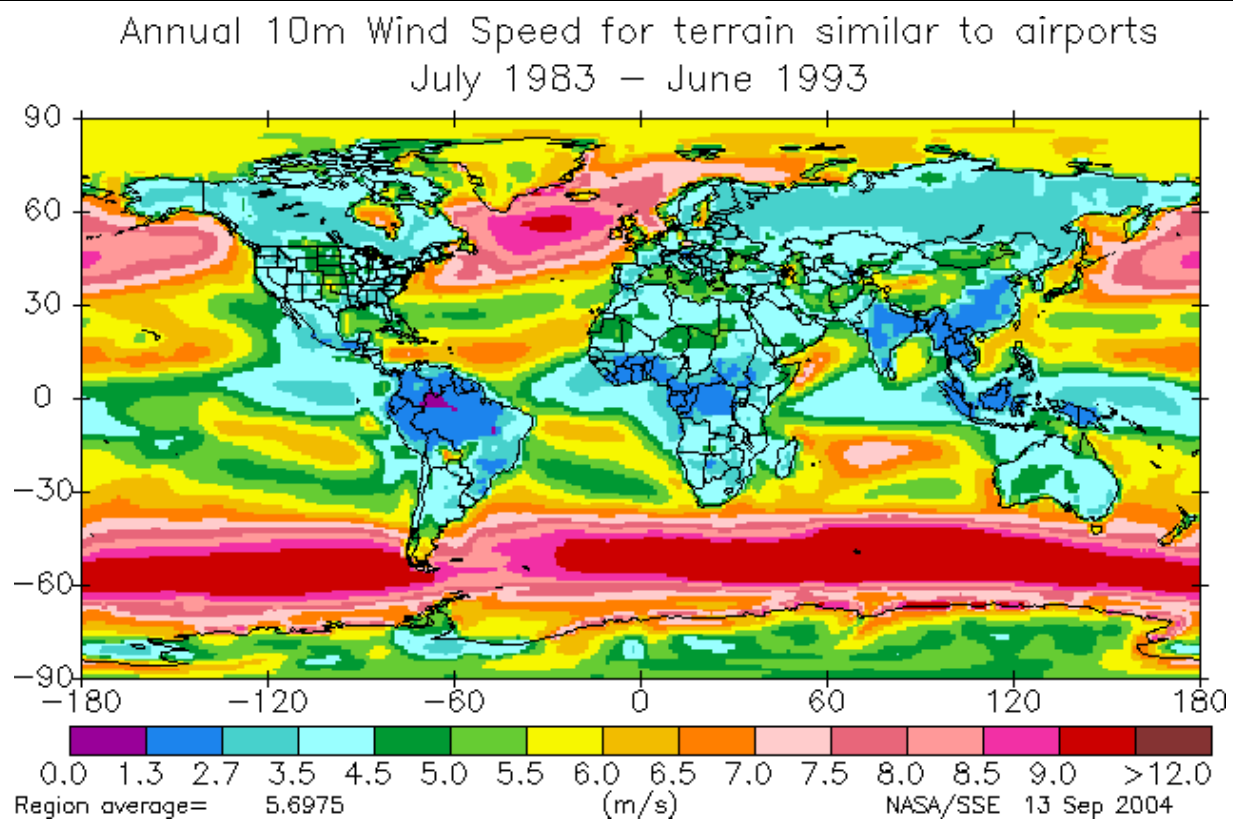 Annual 10m Wind Speed for terrain similar to airports
July 1983 – June 1993
90
60
30
0
−30
−60
−90
−180 −120 −60 0 60 120 180
0.0 1.3 2.7 3.5 4.5 5.0 5.5 6.0 6.5 7.0 7.5 8.0 8.5 9.0 >12.0
Region average= 5.6975 (m/s) NASA/SSE 13 Sep 2004